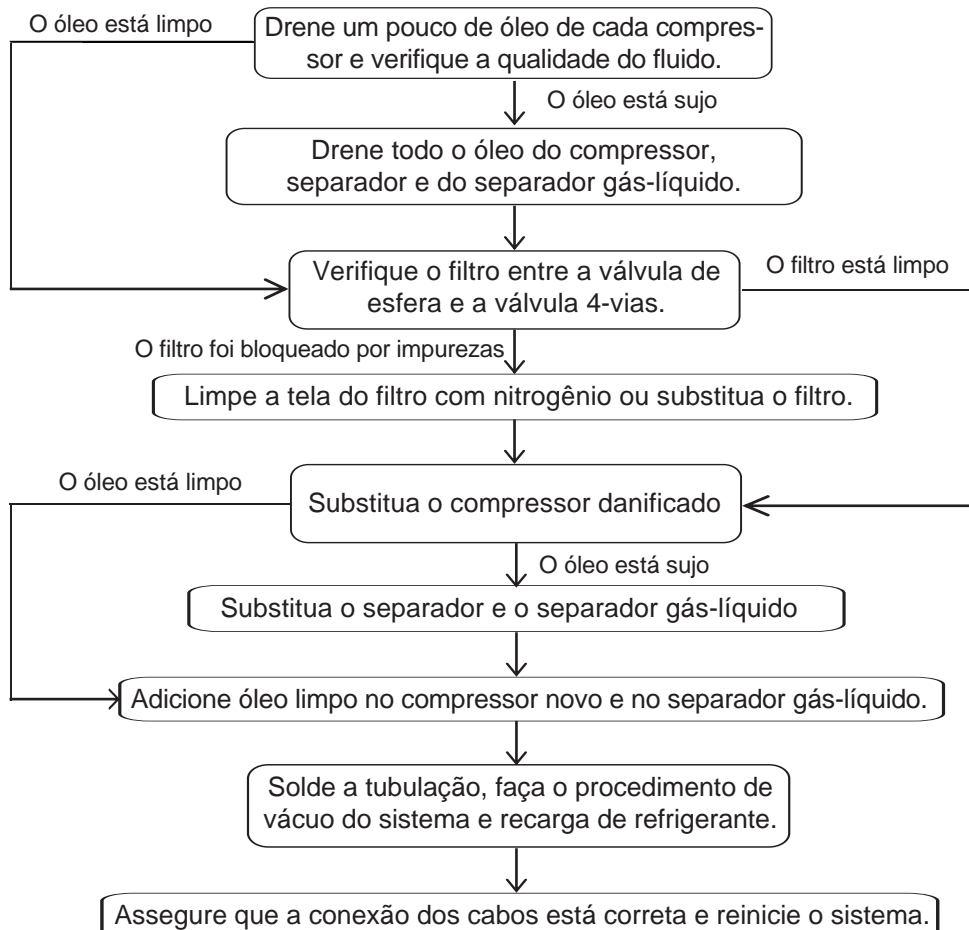 O óleo está limpo
Drene um pouco de óleo de cada compres-
sor e verifique a qualidade do fluido.
O óleo está sujo
Drene todo o óleo do compressor,
separador e do separador gás-líquido.
Verifique o filtro entre a válvula de
esfera e a válvula 4-vias.
O filtro está limpo
O filtro foi bloqueado por impurezas
Limpe a tela do filtro com nitrogênio ou substitua o filtro.
O óleo está limpo
Substitua o compressor danificado
O óleo está sujo
Substitua o separador e o separador gás-líquido
Adicione óleo limpo no compressor novo e no separador gás-líquido.
Solde a tubulação, faça o procedimento de
vácuo do sistema e recarga de refrigerante.
Assegure que a conexão dos cabos está correta e reinicie o sistema.